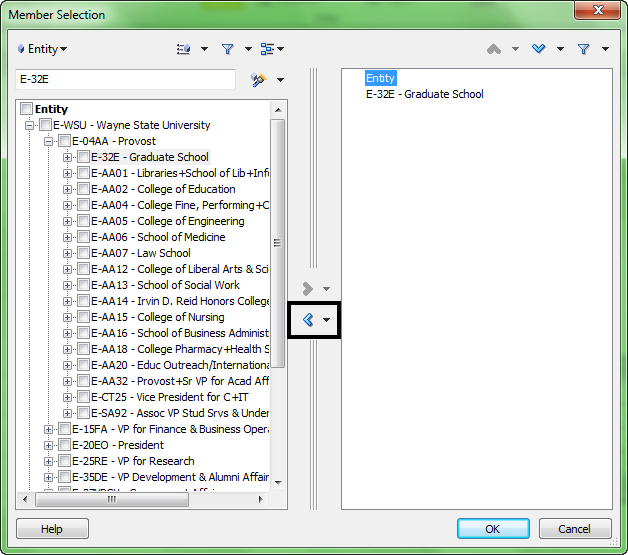 Member Selection
Entity
E-32E
Entity
E-WSU - Wayne State University
E-04AA - Provost
E-32E - Graduate School
E-AA01 - Libraries+School of Lib+Inf
E-AA02 - College of Education
E-AA04 - College Fine, Performing+C
E-AA05 - College of Engineering
E-AA06 - School of Medicine
E-AA07 - Law School
E-AA12 - College of Liberal Arts & Sci
E-AA13 - School of Social Work
E-AA14 - Irvin D. Reid Honors College
E-AA15 - College of Nursing
E-AA16 - School of Business Administ
E-AA18 - College Pharmacy+Health S
E-AA20 - Educ Outreach/Internationa
E-AA32 - Provost+Sr VP for Acad Aff
E-CT25 - Vice President for C+IT
E-SA92 - Assoc VP Stud Srvs & Under
E-15FA - VP for Finance & Business Oper
E-20EO - President
E-25RE - VP for Research
E-35DE - VP Development & Alumni Affair
Entity
E-32E - Graduate School
Help
OK
Cancel